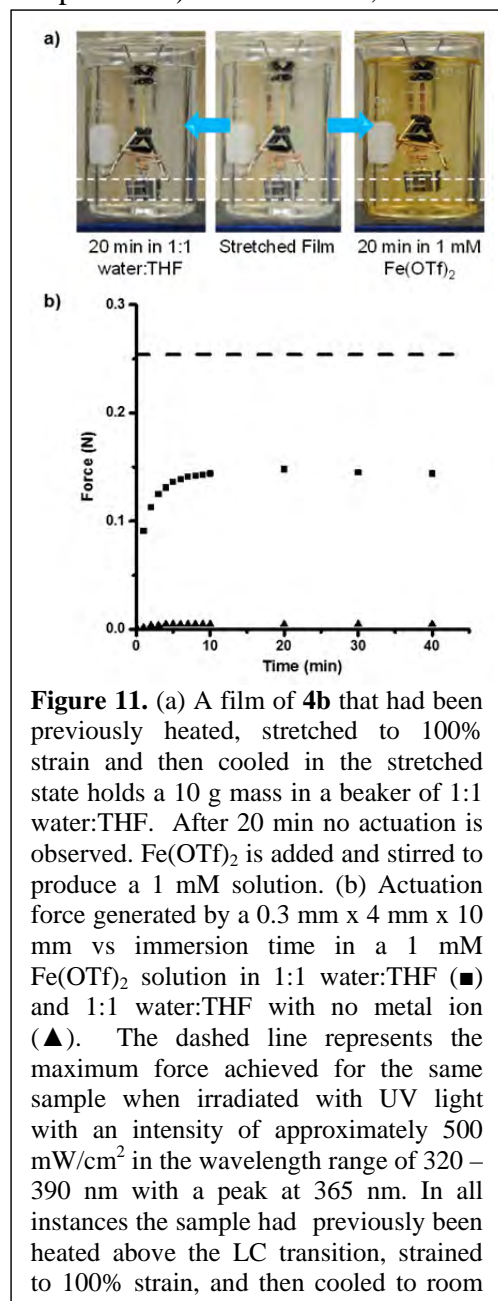 a)
20 min in 1:1
water:THF
Stretched Film
20 min in 1 mM
Fe(OTf)₂
b)
0.3
0.2
0.1
0.0
Force (N)
0 10 20 30 40
Time (min)
Figure 11. (a) A film of 4b that had been
previously heated, stretched to 100%
strain and then cooled in the stretched
state holds a 10 g mass in a beaker of 1:1
water:THF. After 20 min no actuation is
observed. Fe(OTf)₂ is added and stirred to
produce a 1 mM solution. (b) Actuation
force generated by a 0.3 mm x 4 mm x 10
mm vs immersion time in a 1 mM
Fe(OTf)₂ solution in 1:1 water:THF (■)
and 1:1 water:THF with no metal ion
(▲). The dashed line represents the
maximum force achieved for the same
sample when irradiated with UV light
with an intensity of approximately 500
mW/cm² in the wavelength range of 320 –
390 nm with a peak at 365 nm. In all
instances the sample had previously been
heated above the LC transition, strained
to 100% strain, and then cooled to room